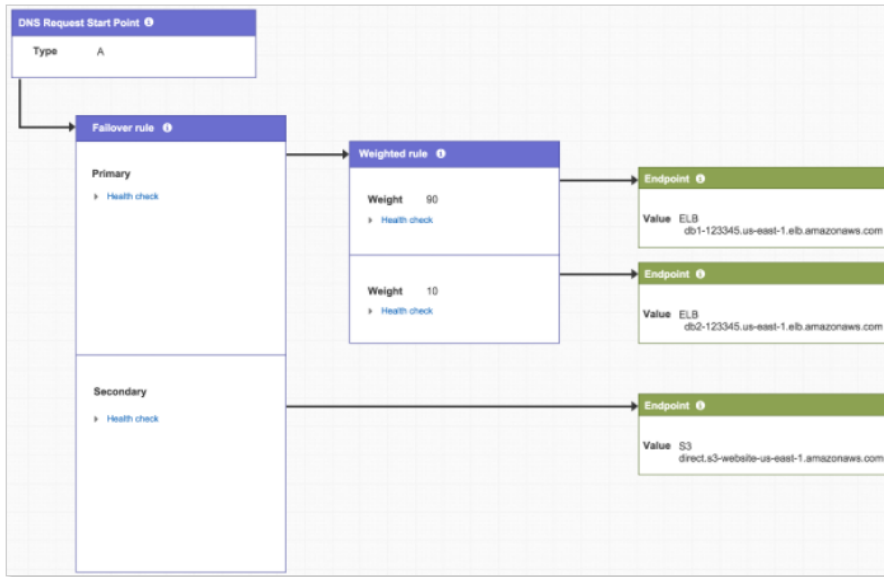 DNS Request Start Point
Type A
Failover rule
Primary
Health check
Secondary
Health check
Weighted rule
Weight 90
Health check
Weight 10
Health check
Endpoint
Value ELB
db1-123345.us-east-1.elb.amazonaws.com
Endpoint
Value ELB
db2-123345.us-east-1.elb.amazonaws.com
Endpoint
Value S3
direct.s3-website-us-east-1.amazonaws.com